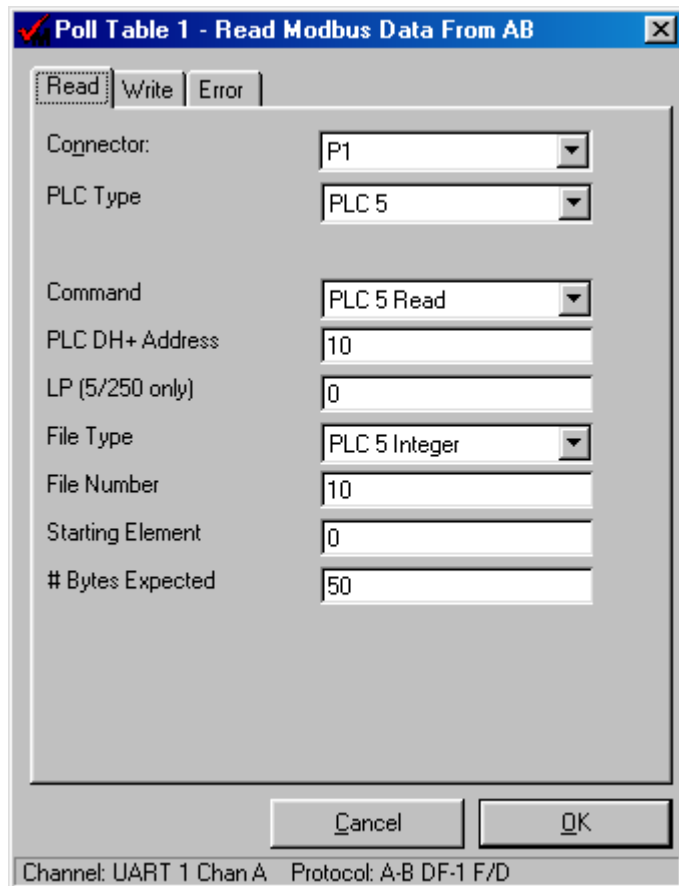 Poll Table 1 - Read Modbus Data From AB
Read Write Error
Connector: P1
PLC Type PLC 5
Command PLC 5 Read
PLC DH+ Address 10
LP (5/250 only) 0
File Type PLC 5 Integer
File Number 10
Starting Element 0
# Bytes Expected 50
Cancel OK
Channel: UART 1 Chan A Protocol: A-B DF-1 F/D